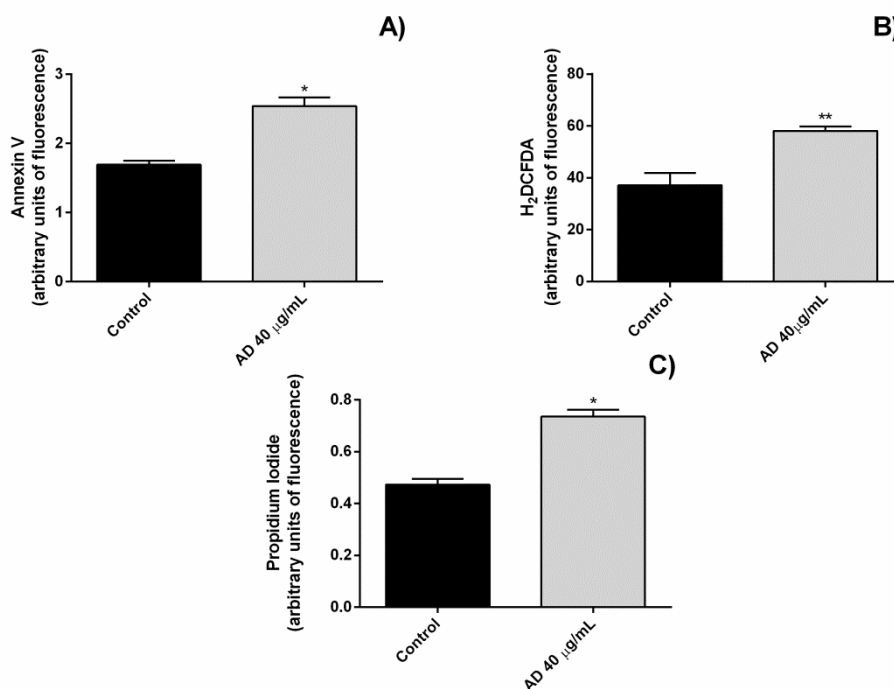 A)
Annexin V
(arbitrary units of fluorescence)
3
2
1
0
*
Control
AD 40 µg/mL
B)
H₂DCFDA
(arbitrary units of fluorescence)
80
60
40
20
0
**
Control
AD 40µg/mL
C)
Propidium Iodide
(arbitrary units of fluorescence)
0.8
0.6
0.4
0.2
0.0
*
Control
AD 40 µg/mL